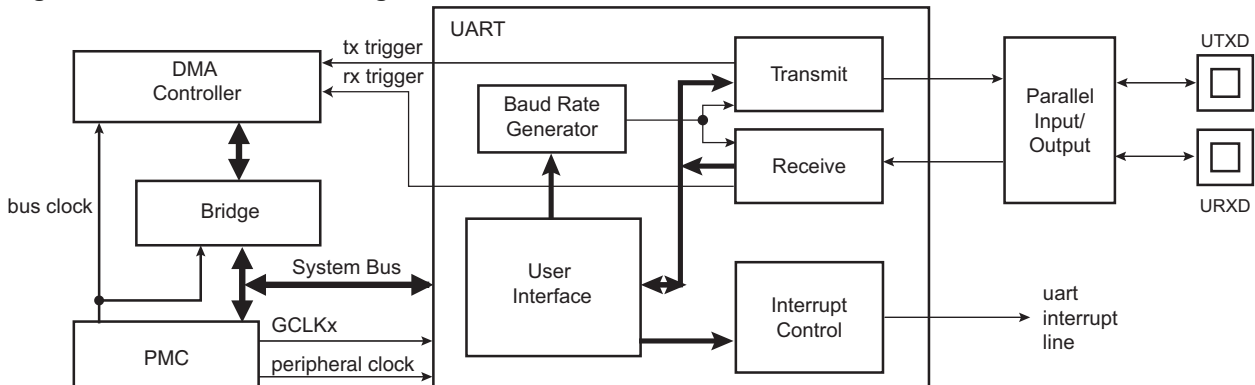 UART
tx trigger
rx trigger
DMA
Controller
Transmit
UTXD
Baud Rate
Generator
Parallel
Input/
Output
Receive
bus clock
Bridge
URXD
System Bus
User
Interface
Interrupt
Control
uart
interrupt
line
GCLKx
PMC
peripheral clock